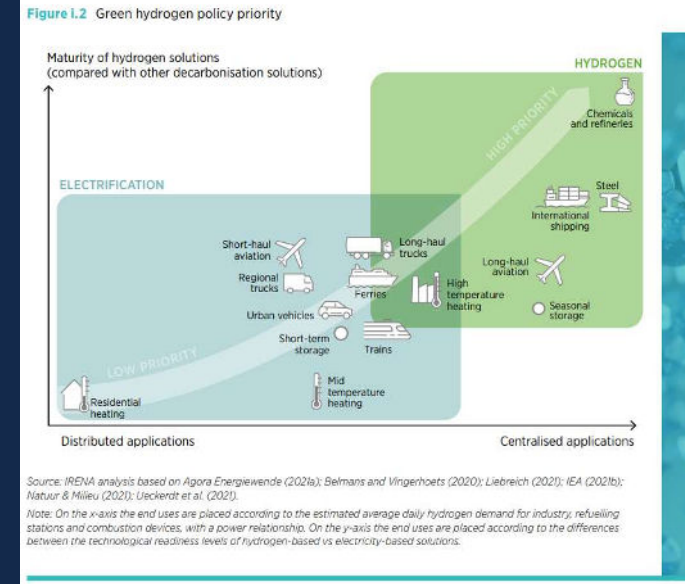 Figure i.2 Green hydrogen policy priority
Maturity of hydrogen solutions
(compared with other decarbonisation solutions)
HYDROGEN
HIGH PRIORITY
Chemicals
and refineries
ELECTRIFICATION
Steel
International
shipping
Short-haul
aviation
Long-haul
trucks
Long-haul
aviation
Regional
trucks
Ferries
High
temperature
heating
Seasonal
storage
Urban vehicles
Short-term
storage
Trains
LOW PRIORITY
Mid
temperature
heating
Residential
heating
Distributed applications
Centralised applications
Source: IRENA analysis based on Agora Energiewende (2021a); Belmans and Vingerhoets (2020); Liebreich (2021); IEA (2021b);
Natuur & Milieu (2021); Ueckerdt et al. (2021).
Note: On the x-axis the end uses are placed according to the estimated average daily hydrogen demand for industry, refuelling
stations and combustion devices, with a power relationship. On the y-axis the end uses are placed according to the differences
between the technological readiness levels of hydrogen-based vs electricity-based solutions.